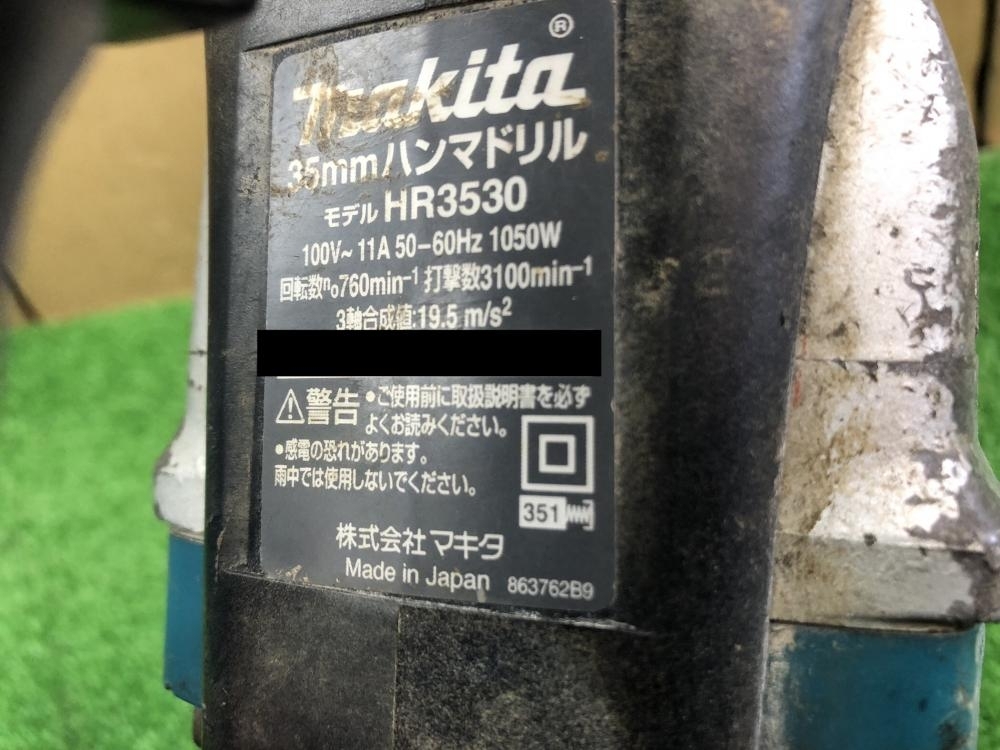 makita®
35mmハンマドリル
モデル HR3530
100V~ 11A 50-60Hz 1050W
回転数n₀760min⁻¹ 打撃数3100min⁻¹
3軸合成値:19.5 m/s²
⚠警告 •ご使用前に取扱説明書を必ず
よくお読みください。
•感電の恐れがあります。
雨中では使用しないでください。
351
株式会社 マキタ
Made in Japan 863762B9